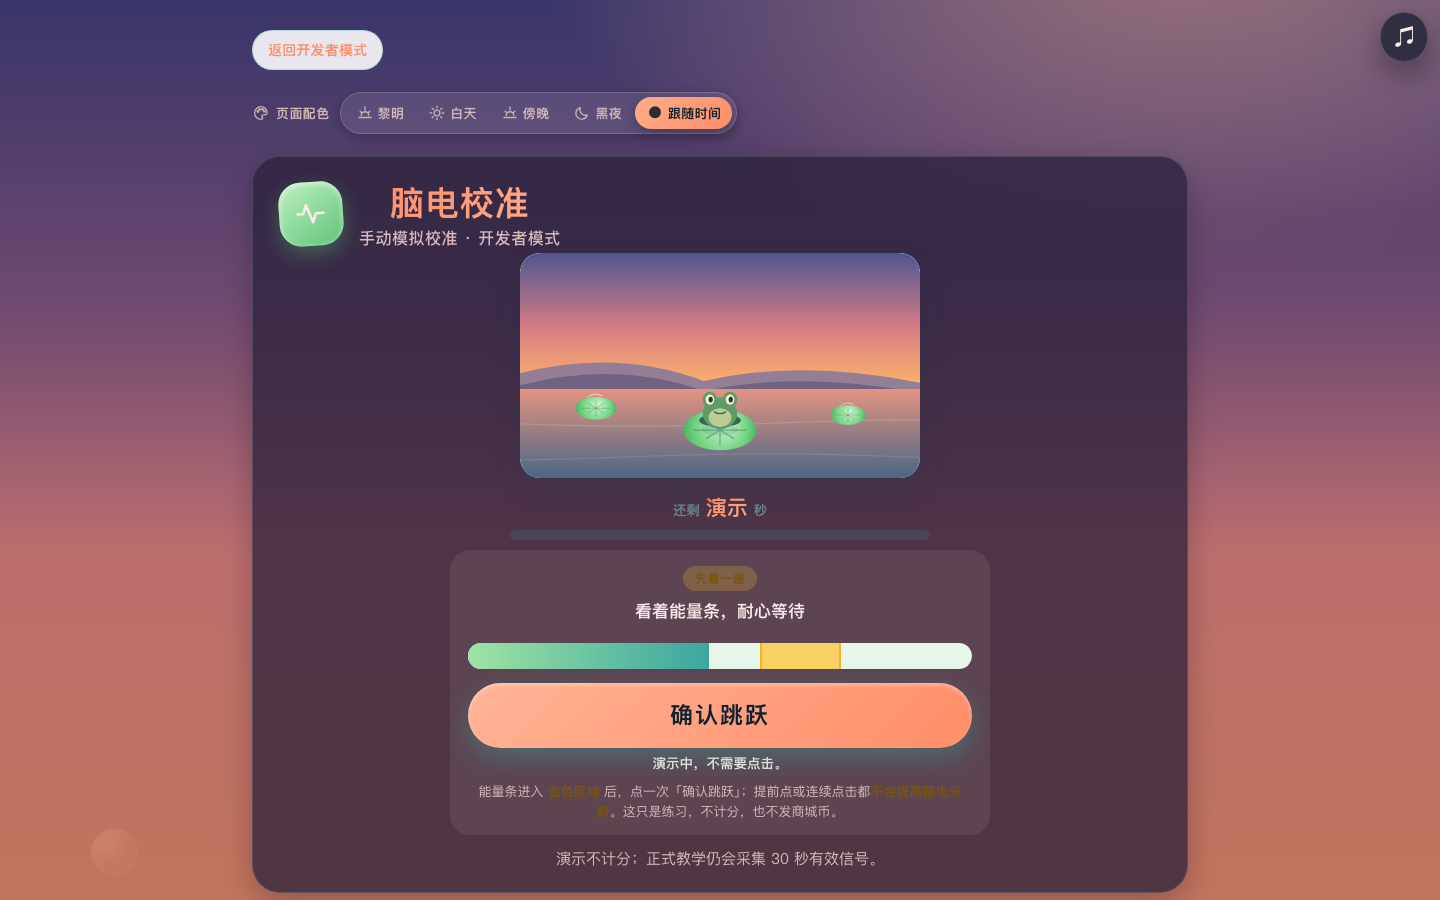 返回开发者模式
页面配色 黎明 白天 傍晚 黑夜 跟随时间
脑电校准
手动模拟校准 · 开发者模式
还剩 演示 秒
先看一遍
看着能量条，耐心等待
确认跳跃
演示中，不需要点击。
能量条进入 金色区域 后，点一次「确认跳跃」；提前点或连续点击都不会提高脑电分
数。这只是练习，不计分，也不发商城币。
演示不计分；正式教学仍会采集 30 秒有效信号。